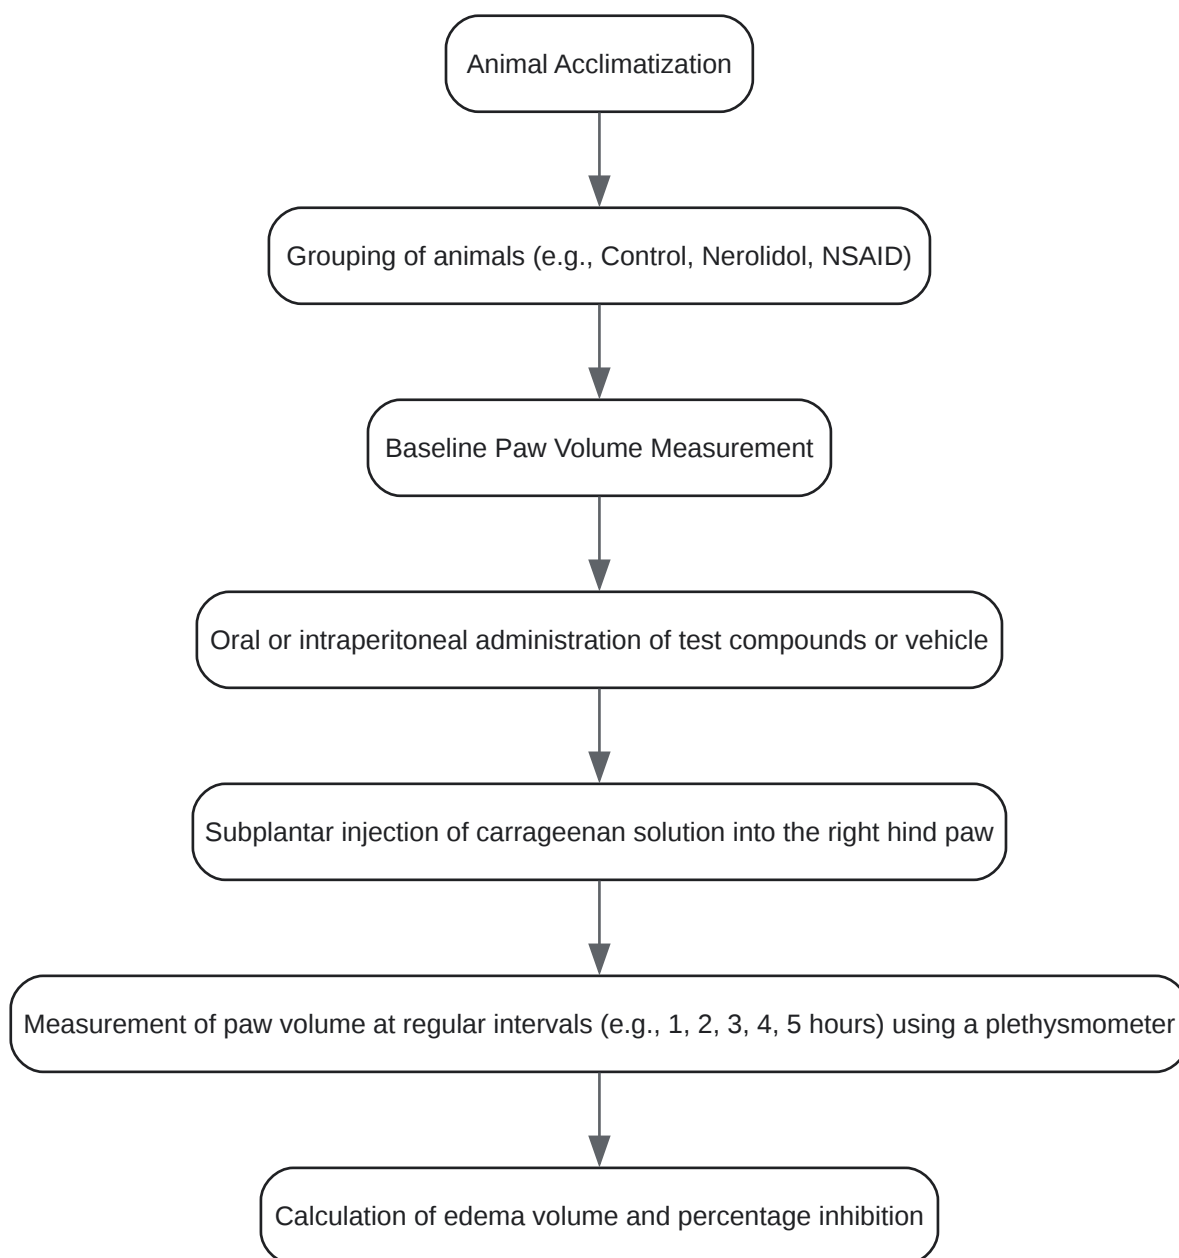 Animal Acclimatization
Grouping of animals (e.g., Control, Nerolidol, NSAID)
Baseline Paw Volume Measurement
Oral or intraperitoneal administration of test compounds or vehicle
Subplantar injection of carrageenan solution into the right hind paw
Measurement of paw volume at regular intervals (e.g., 1, 2, 3, 4, 5 hours) using a plethysmometer
Calculation of edema volume and percentage inhibition